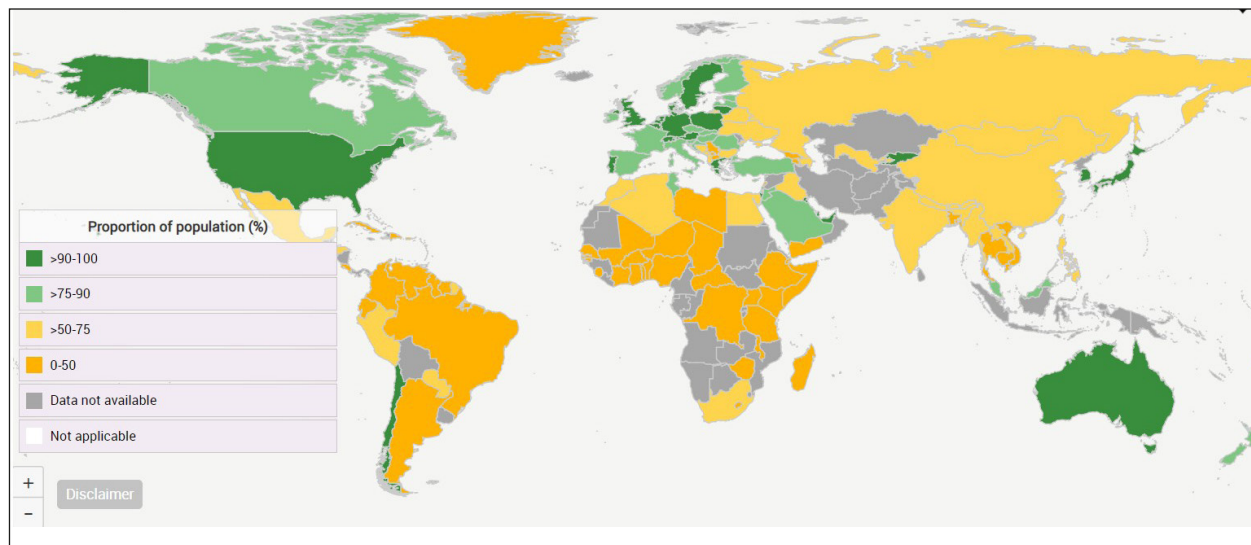 Proportion of population (%)
>90-100
>75-90
>50-75
0-50
Data not available
Not applicable
+
−
Disclaimer